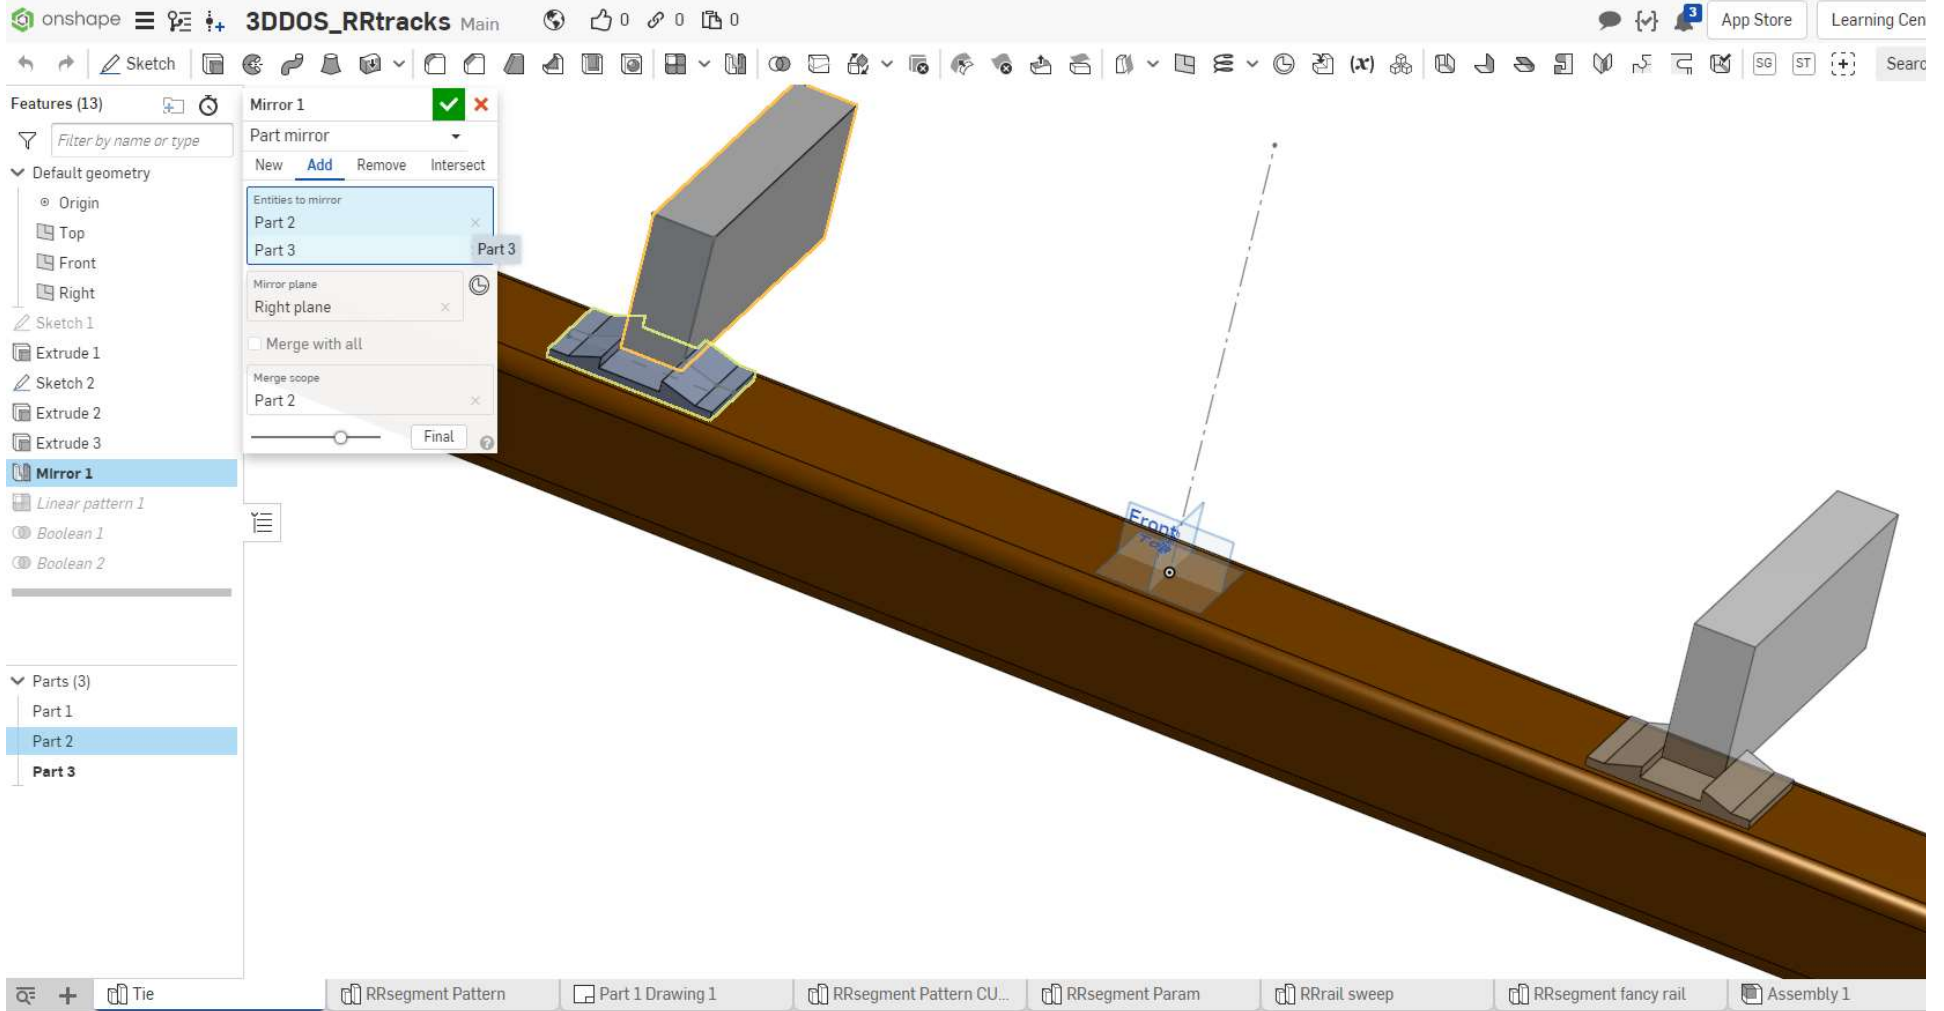 onshape 3DDOS_RRtracks Main 0 0 0 3 App Store Learning Cen
Sketch (x) SG ST Searc
Features (13)
Filter by name or type
Default geometry
Origin
Top
Front
Right
Sketch 1
Extrude 1
Sketch 2
Extrude 2
Extrude 3
Mirror 1
Linear pattern 1
Boolean 1
Boolean 2
Parts (3)
Part 1
Part 2
Part 3
Mirror 1
Part mirror
New Add Remove Intersect
Entities to mirror
Part 2
Part 3
Part 3
Mirror plane
Right plane
Merge with all
Merge scope
Part 2
Final
Front
Top
Tie RRsegment Pattern Part 1 Drawing 1 RRsegment Pattern CU... RRsegment Param RRrail sweep RRsegment fancy rail Assembly 1